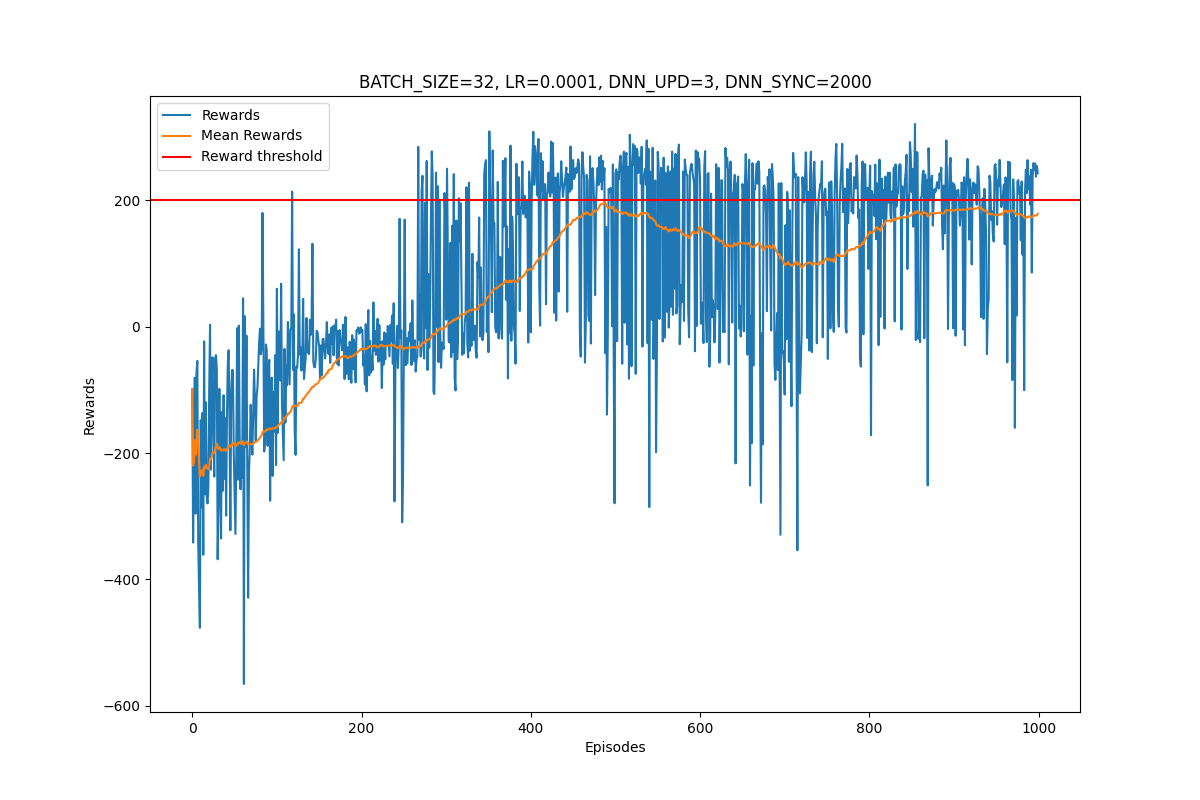 BATCH_SIZE=32, LR=0.0001, DNN_UPD=3, DNN_SYNC=2000
Rewards
Mean Rewards
Reward threshold
200
0
−200
−400
−600
Rewards
0
200
400
600
800
1000
Episodes